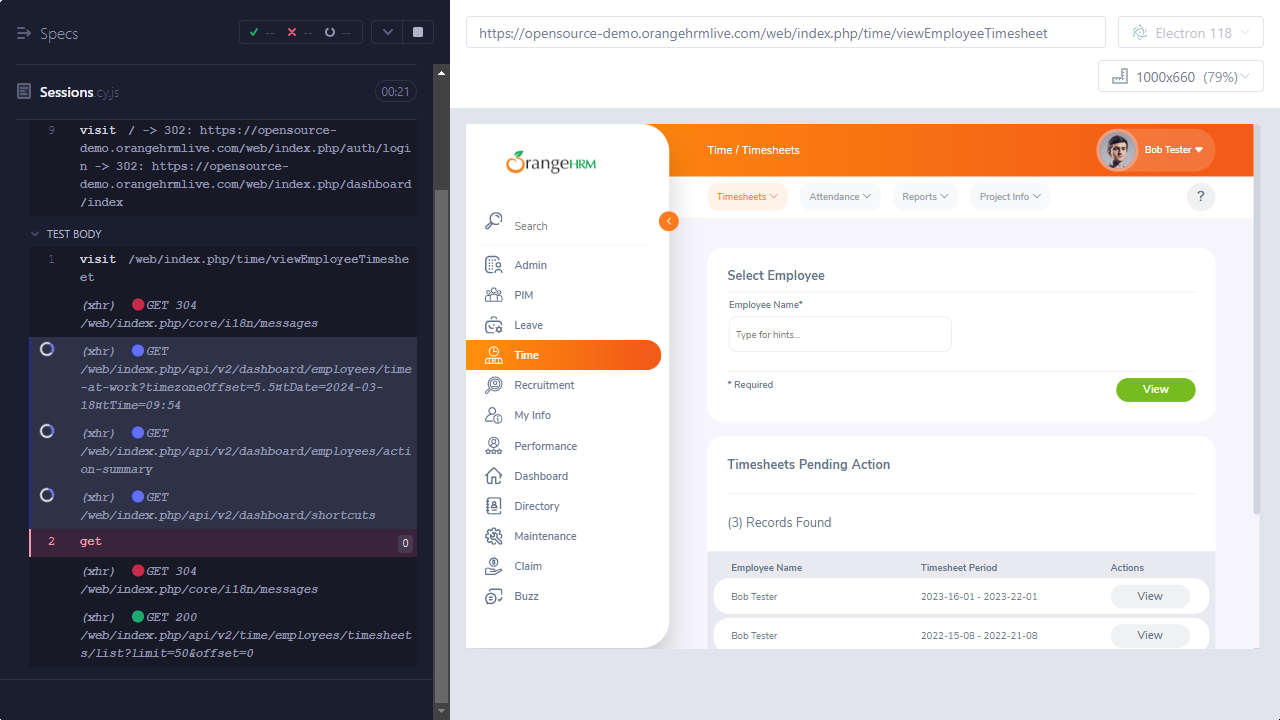 Specs
-- -- --
Sessions.cy.js
00:21
9 visit / -> 302: https://opensource-
demo.orangehrmlive.com/web/index.php/auth/logi
n -> 302: https://opensource-
demo.orangehrmlive.com/web/index.php/dashboard
/index
TEST BODY
1 visit /web/index.php/time/viewEmployeeTimeshe
et
(xhr) GET 304
/web/index.php/core/i18n/messages
(xhr) GET
/web/index.php/api/v2/dashboard/employees/time
-at-work?timezoneOffset=5.5¤tDate=2024-03-
18¤tTime=09:54
(xhr) GET
/web/index.php/api/v2/dashboard/employees/acti
on-summary
(xhr) GET
/web/index.php/api/v2/dashboard/shortcuts
2 get 0
(xhr) GET 304
/web/index.php/core/i18n/messages
(xhr) GET 200
/web/index.php/api/v2/time/employees/timesheet
s/list?limit=50&offset=0
https://opensource-demo.orangehrmlive.com/web/index.php/time/viewEmployeeTimesheet
Electron 118
1000x660 (79%)
OrangeHRM
Search
Admin
PIM
Leave
Time
Recruitment
My Info
Performance
Dashboard
Directory
Maintenance
Claim
Buzz
Time / Timesheets
Bob Tester
Timesheets Attendance Reports Project Info ?
Select Employee
Employee Name*
Type for hints...
* Required
View
Timesheets Pending Action
(3) Records Found
Employee Name Timesheet Period Actions
Bob Tester 2023-16-01 - 2023-22-01 View
Bob Tester 2022-15-08 - 2022-21-08 View